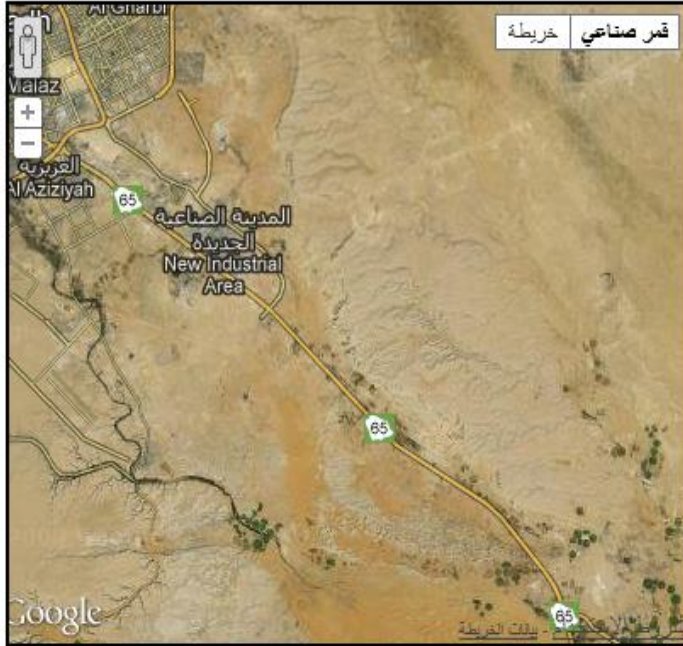 Al Gharbi
قمر صناعي
خريطة
Malaz
العزيزية
Al Aziziyah
65
المدينة الصناعية
الجديدة
New Industrial
Area
65
65
Google
بيانات الخريطة